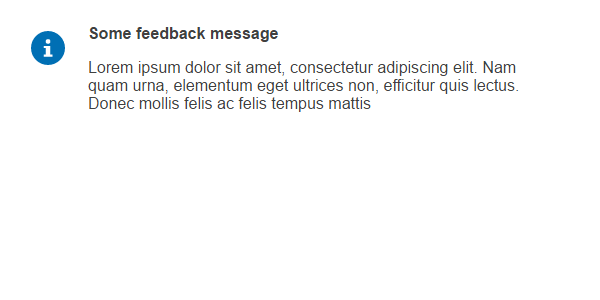 Some feedback message
Lorem ipsum dolor sit amet, consectetur adipiscing elit. Nam
quam urna, elementum eget ultrices non, efficitur quis lectus.
Donec mollis felis ac felis tempus mattis